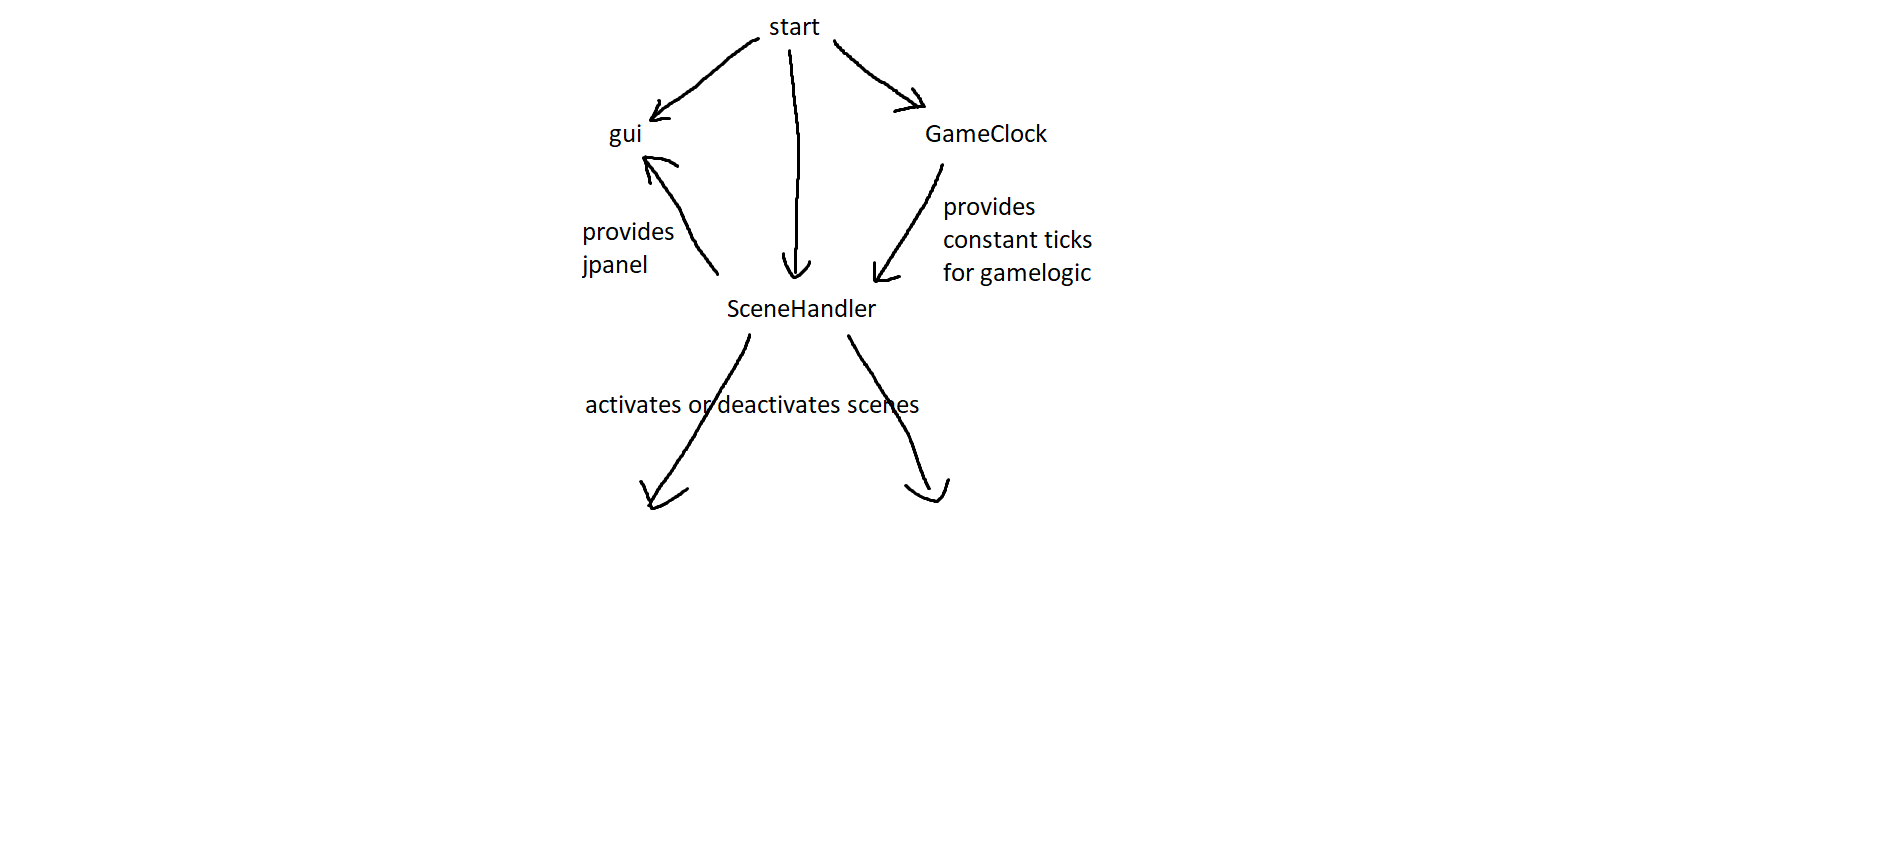 start
gui
GameClock
provides
jpanel
provides
constant ticks
for gamelogic
SceneHandler
activates or deactivates scenes